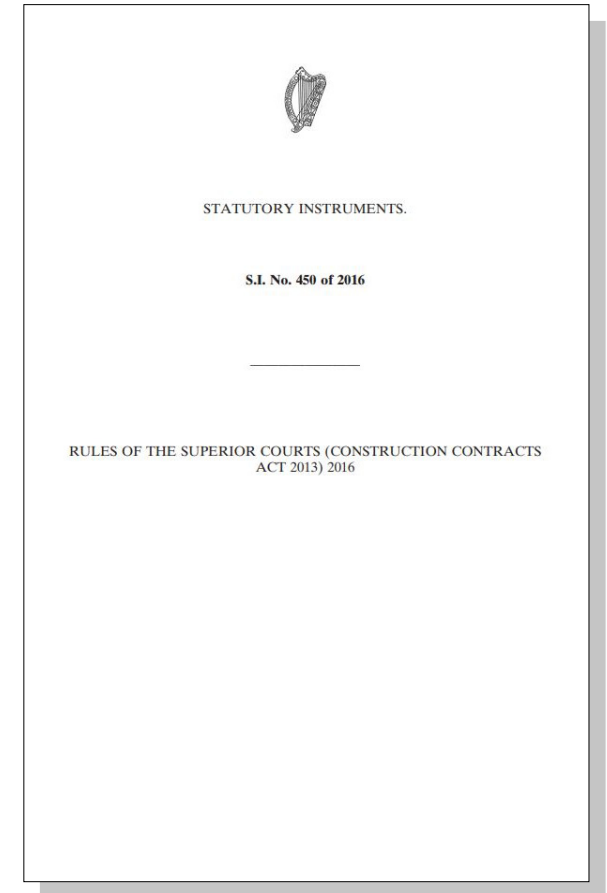 STATUTORY INSTRUMENTS.
S.I. No. 450 of 2016
RULES OF THE SUPERIOR COURTS (CONSTRUCTION CONTRACTS
ACT 2013) 2016